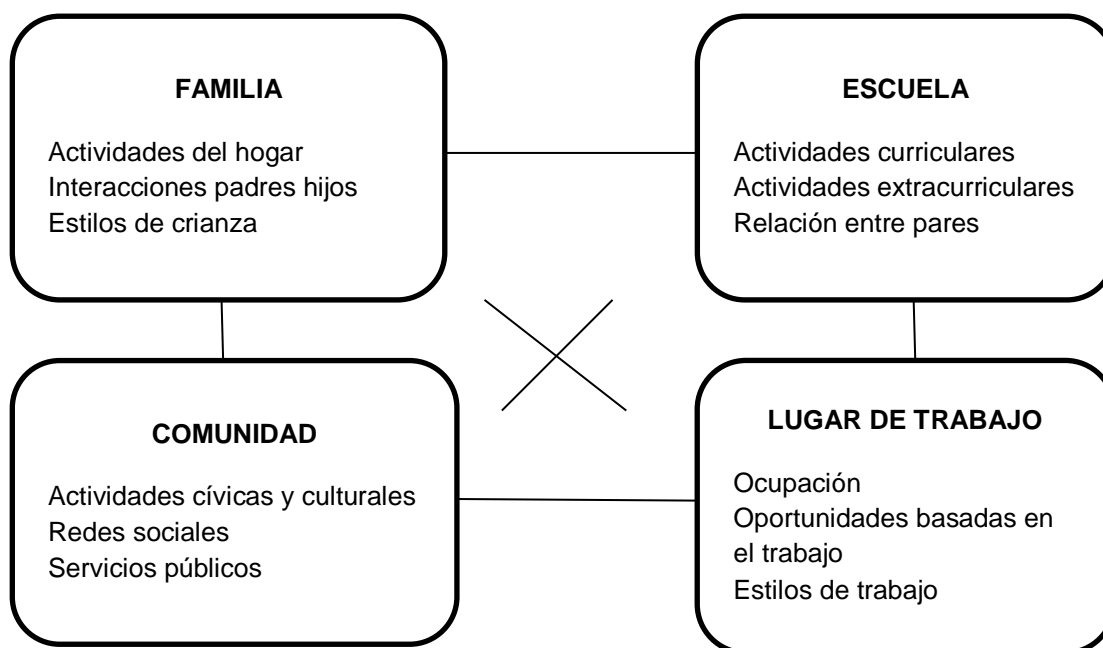 FAMILIA
Actividades del hogar
Interacciones padres hijos
Estilos de crianza
ESCUELA
Actividades curriculares
Actividades extracurriculares
Relación entre pares
COMUNIDAD
Actividades cívicas y culturales
Redes sociales
Servicios públicos
LUGAR DE TRABAJO
Ocupación
Oportunidades basadas en
el trabajo
Estilos de trabajo